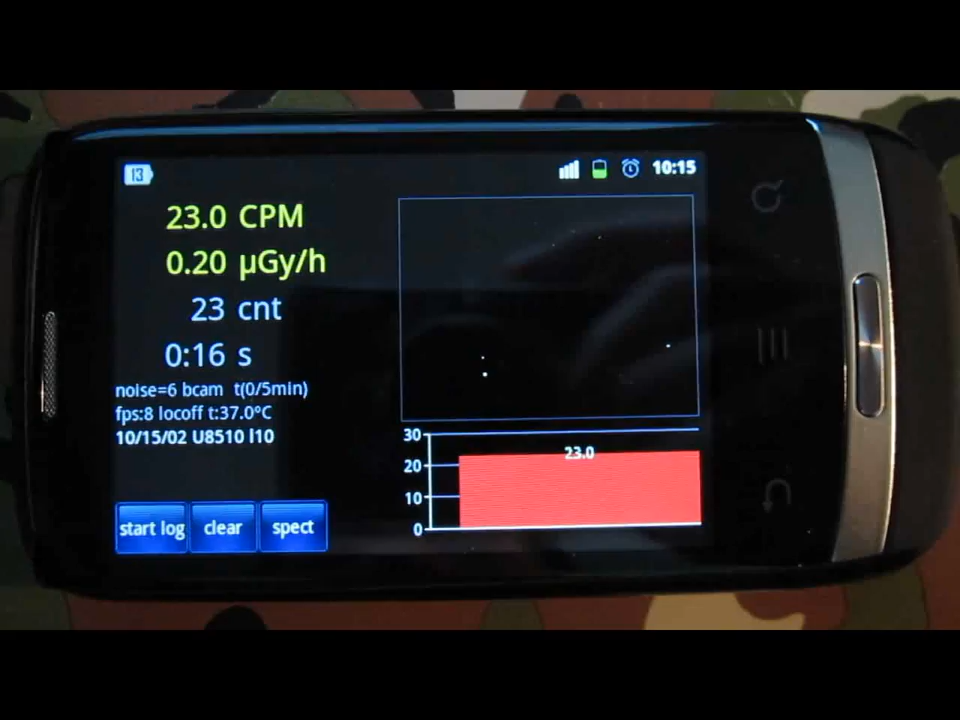 13
10:15
23.0 CPM
0.20 µGy/h
23 cnt
0:16 s
noise=6 bcam t(0/5min)
fps:8 locoff t:37.0ºC
10/15/02 U8510 l10
start log
clear
spect
30
20
10
0
23.0